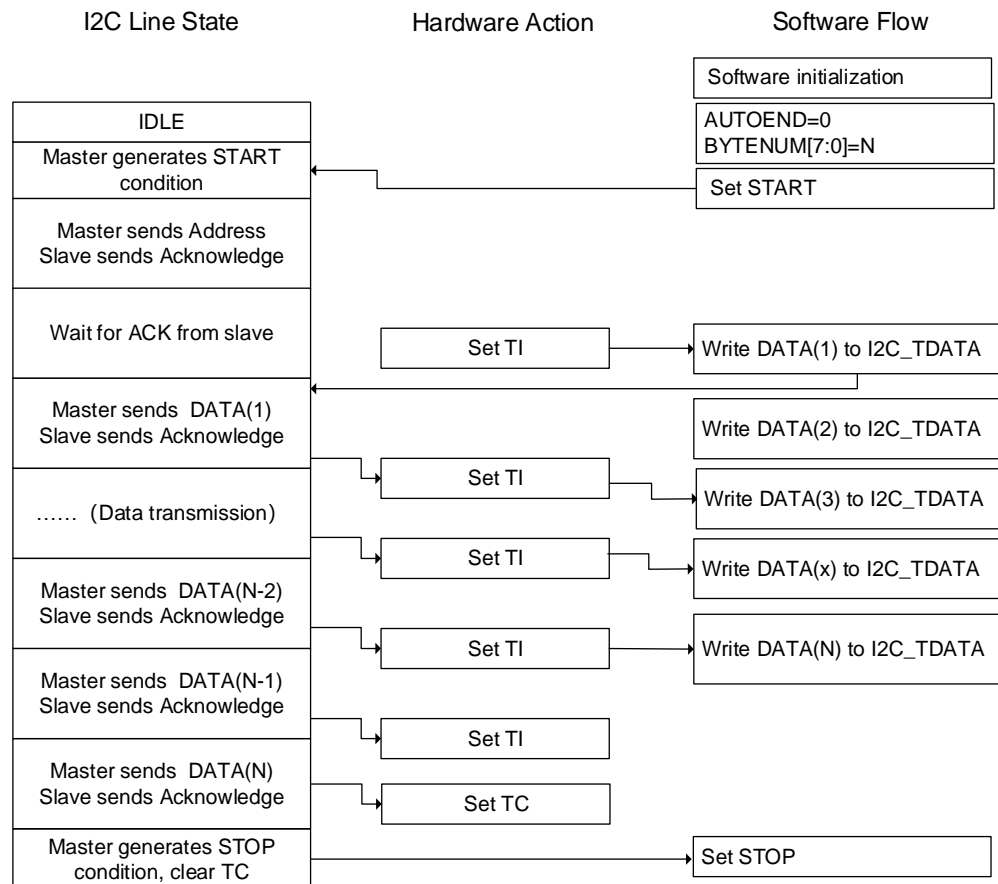 I2C Line State
Hardware Action
Software Flow
Software initialization
IDLE
AUTOEND=0
BYTENUM[7:0]=N
Master generates START
condition
Set START
Master sends Address
Slave sends Acknowledge
Wait for ACK from slave
Set TI
Write DATA(1) to I2C_TDATA
Master sends DATA(1)
Slave sends Acknowledge
Write DATA(2) to I2C_TDATA
Set TI
Write DATA(3) to I2C_TDATA
...... (Data transmission)
Set TI
Write DATA(x) to I2C_TDATA
Master sends DATA(N-2)
Slave sends Acknowledge
Set TI
Write DATA(N) to I2C_TDATA
Master sends DATA(N-1)
Slave sends Acknowledge
Set TI
Master sends DATA(N)
Slave sends Acknowledge
Set TC
Master generates STOP
condition, clear TC
Set STOP